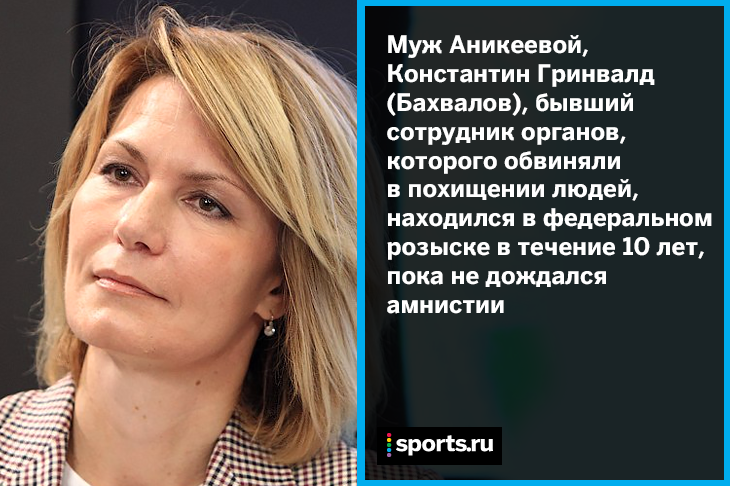 Муж Аникеевой,
Константин Гринвалд
(Бахвалов), бывший
сотрудник органов,
которого обвиняли
в похищении людей,
находился в федеральном
розыске в течение 10 лет,
пока не дождался
амнистии
sports.ru